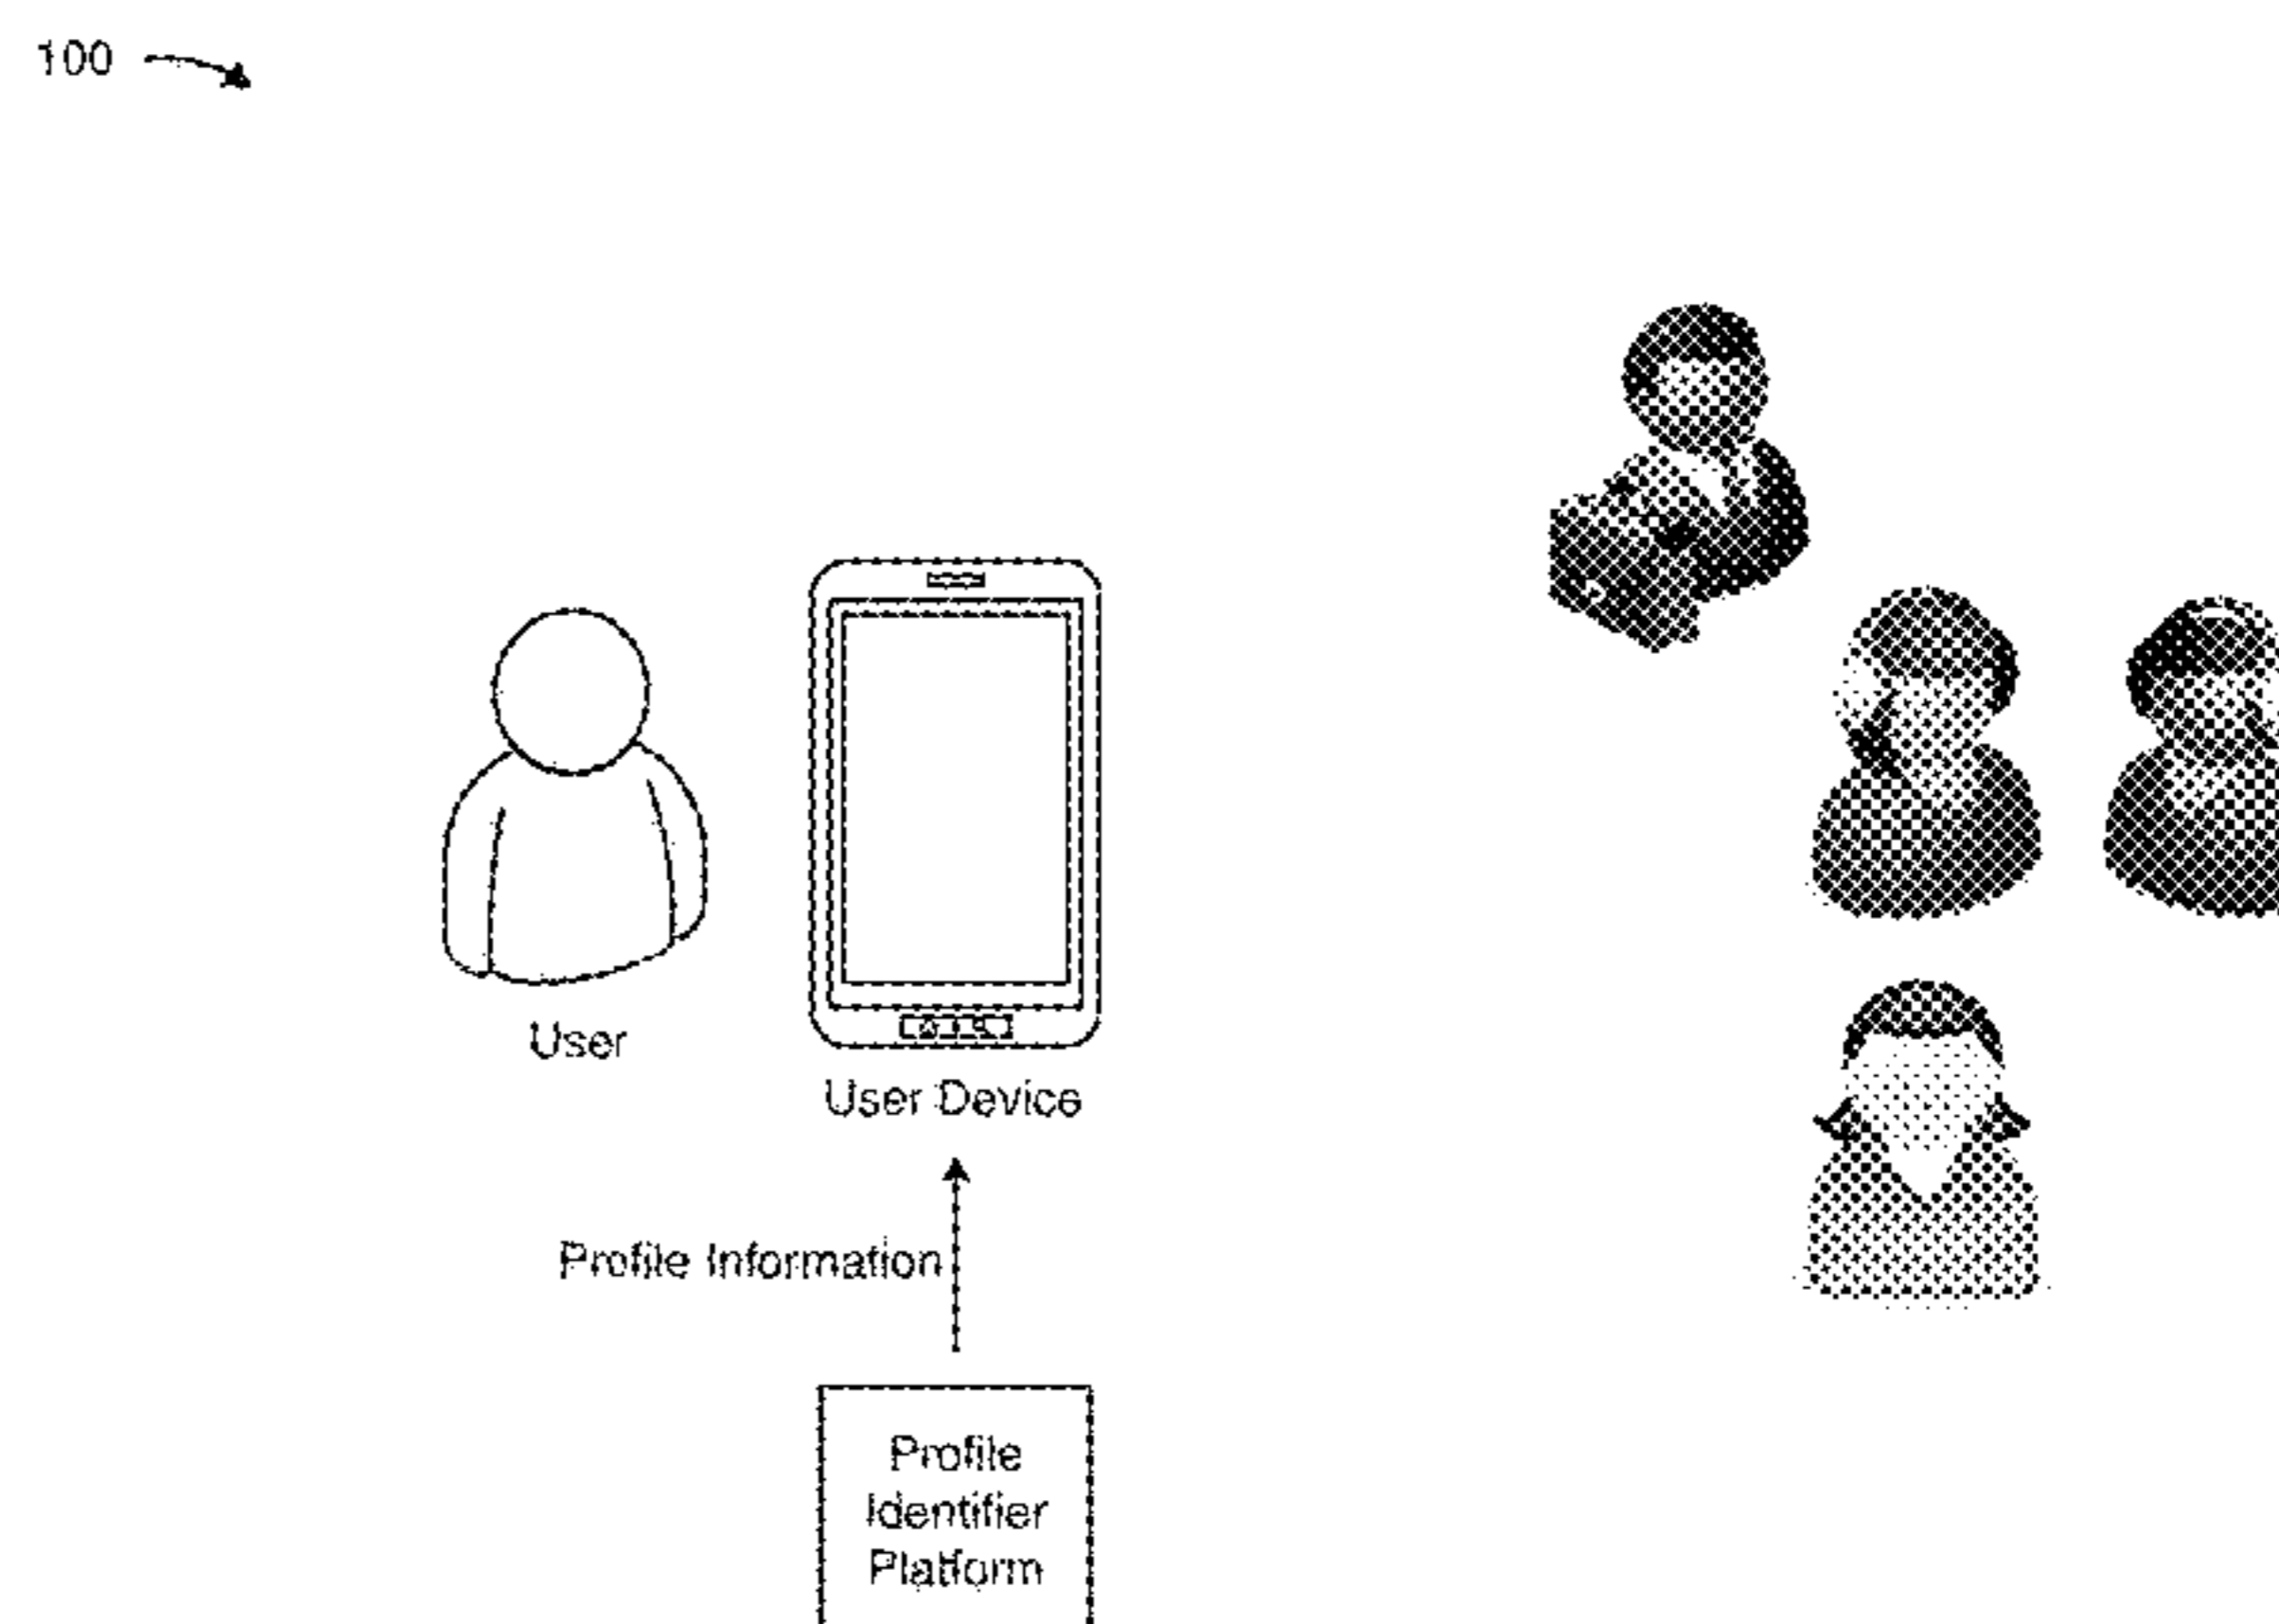 100
User
User Device
Profile Information
Profile
Identifier
Platform